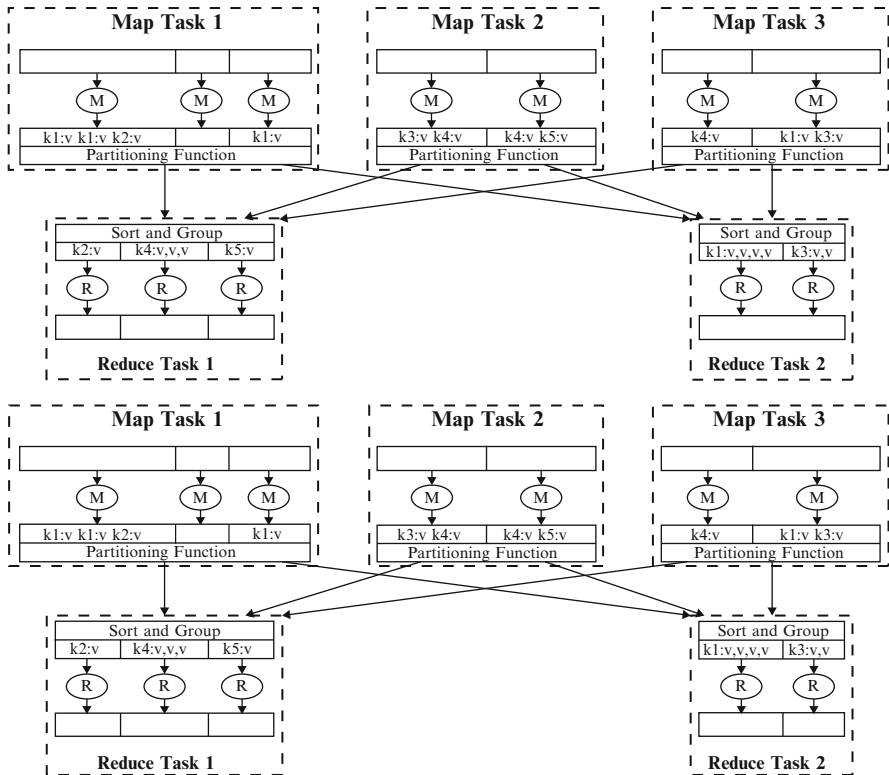 Map Task 1
Map Task 2
Map Task 3
M
M
M
M
M
M
M
k1:v k1:v k2:v
k1:v
k3:v k4:v
k4:v k5:v
k4:v
k1:v k3:v
Partitioning Function
Partitioning Function
Partitioning Function
Sort and Group
Sort and Group
k2:v
k4:v,v,v
k5:v
k1:v,v,v,v
k3:v,v
R
R
R
R
R
Reduce Task 1
Reduce Task 2
Map Task 1
Map Task 2
Map Task 3
M
M
M
M
M
M
M
k1:v k1:v k2:v
k1:v
k3:v k4:v
k4:v k5:v
k4:v
k1:v k3:v
Partitioning Function
Partitioning Function
Partitioning Function
Sort and Group
Sort and Group
k2:v
k4:v,v,v
k5:v
k1:v,v,v,v
k3:v,v
R
R
R
R
R
Reduce Task 1
Reduce Task 2